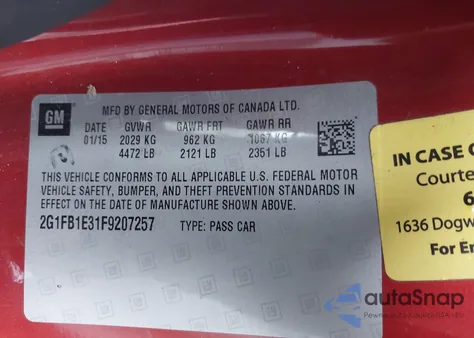 GM
MFD BY GENERAL MOTORS OF CANADA LTD.
DATE GVWR GAWR FRT GAWR RR
01/15 2029 KG 962 KG 1067 KG
4472 LB 2121 LB 2351 LB
THIS VEHICLE CONFORMS TO ALL APPLICABLE U.S. FEDERAL MOTOR
VEHICLE SAFETY, BUMPER, AND THEFT PREVENTION STANDARDS IN
EFFECT ON THE DATE OF MANUFACTURE SHOWN ABOVE.
2G1FB1E31F9207257 TYPE: PASS CAR
IN CASE O
Courte
6
1636 Dogw
For En
autoSnap